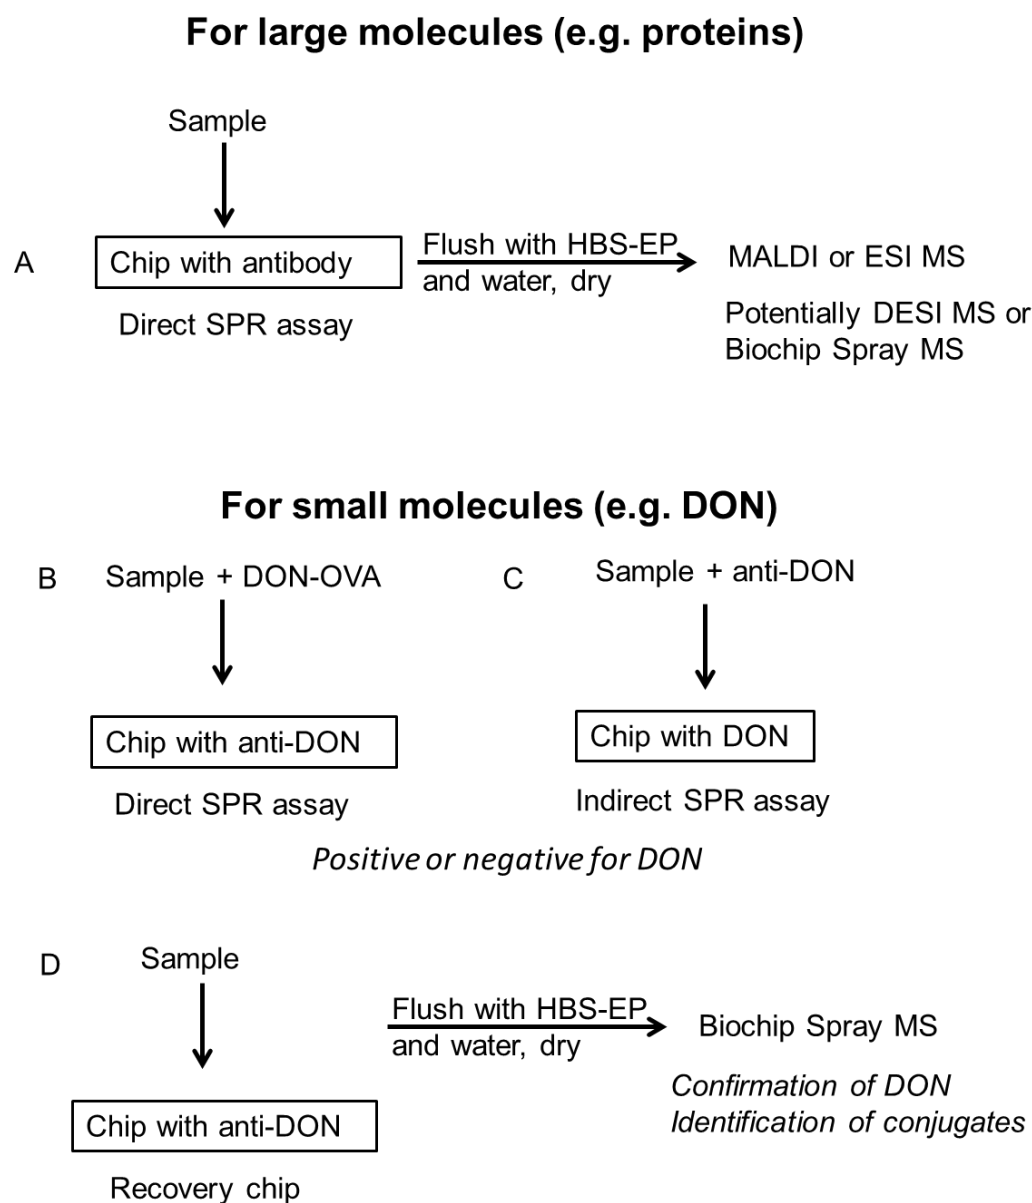 For large molecules (e.g. proteins)
Sample
A
Chip with antibody
Flush with HBS-EP
and water, dry
MALDI or ESI MS
Direct SPR assay
Potentially DESI MS or
Biochip Spray MS
For small molecules (e.g. DON)
B
Sample + DON-OVA
Chip with anti-DON
Direct SPR assay
C
Sample + anti-DON
Chip with DON
Indirect SPR assay
Positive or negative for DON
D
Sample
Chip with anti-DON
Recovery chip
Flush with HBS-EP
and water, dry
Biochip Spray MS
Confirmation of DON
Identification of conjugates